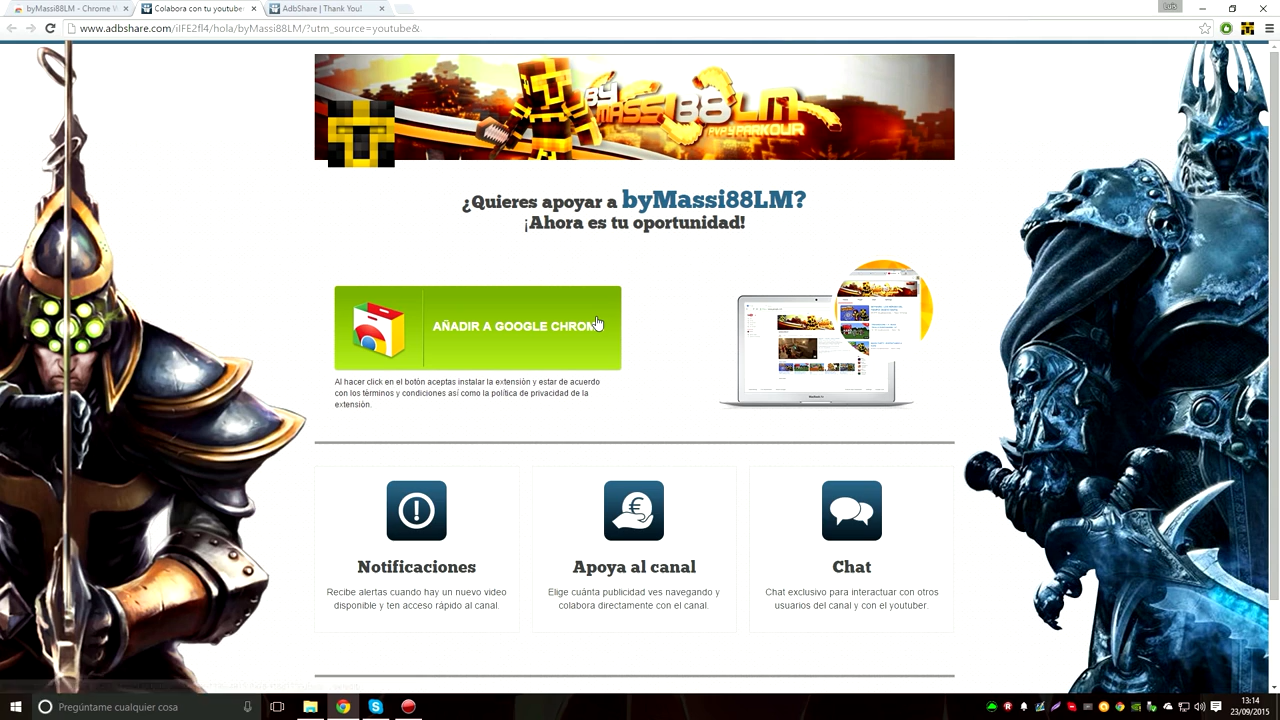 byMassi88LM - Chrome W
Colabora con tu youtuber
AdbShare | Thank You!
Luis
www.adbshare.com/iIFE2fl4/hola/byMassi88LM/?utm_source=youtube&
BY
MASSI88LM
PVP Y PARKOUR
¿Quieres apoyar a byMassi88LM?
¡Ahora es tu oportunidad!
AÑADIR A GOOGLE CHROM
Al hacer click en el botón aceptas instalar la extensión y estar de acuerdo
con los términos y condiciones así como la política de privacidad de la
extensión.
Notificaciones
Recibe alertas cuando hay un nuevo video
disponible y ten acceso rápido al canal.
Apoya al canal
Elige cuánta publicidad ves navegando y
colabora directamente con el canal.
Chat
Chat exclusivo para interactuar con otros
usuarios del canal y con el youtuber.
Pregúntame cualquier cosa
13:14
23/09/2015